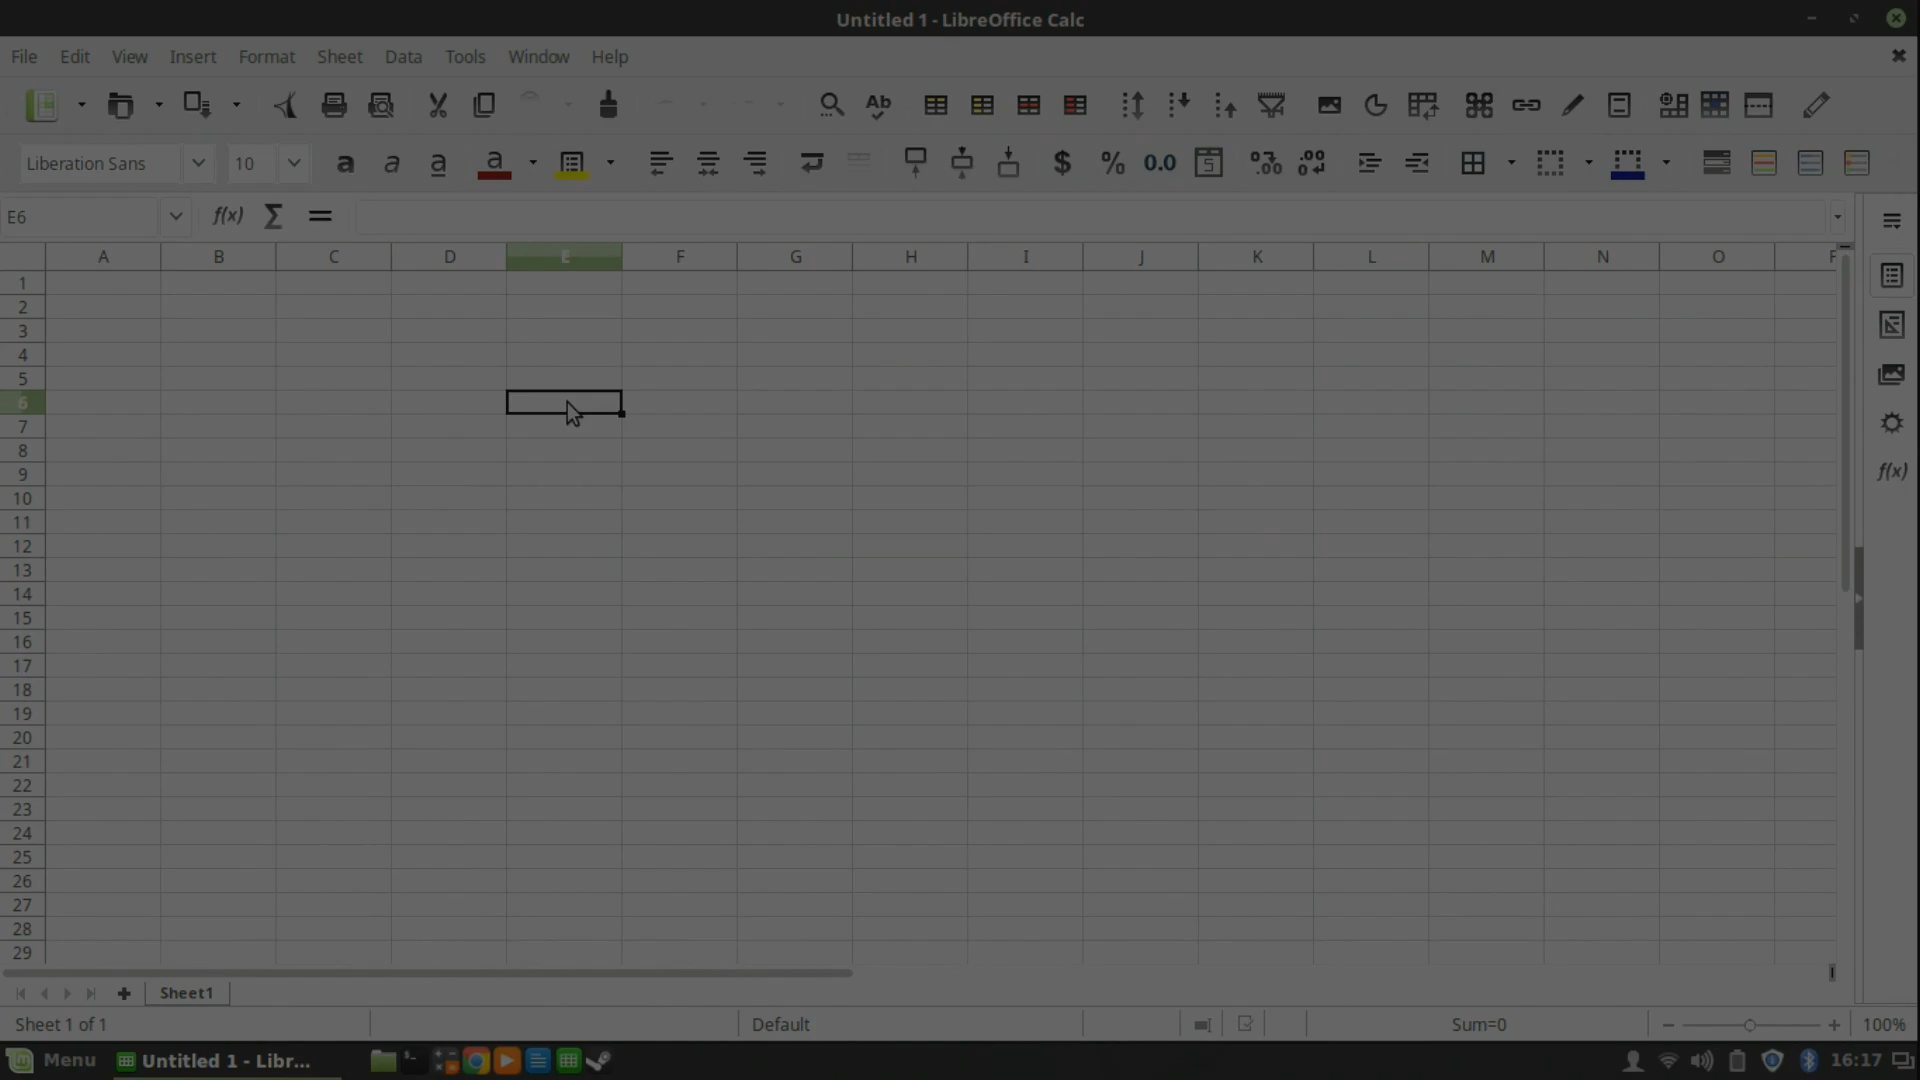 Untitled 1 - LibreOffice Calc
File Edit View Insert Format Sheet Data Tools Window Help
Ab
Liberation Sans 10 a a a a $ % 0.0
E6 f(x) Σ =
A B C D E F G H I J K L M N O
1
2
3
4
5
6
7
8
9
10
11
12
13
14
15
16
17
18
19
20
21
22
23
24
25
26
27
28
29
f(x)
Sheet1
Sheet 1 of 1 Default Sum=0 100%
Menu Untitled 1 - Libr... 16:17